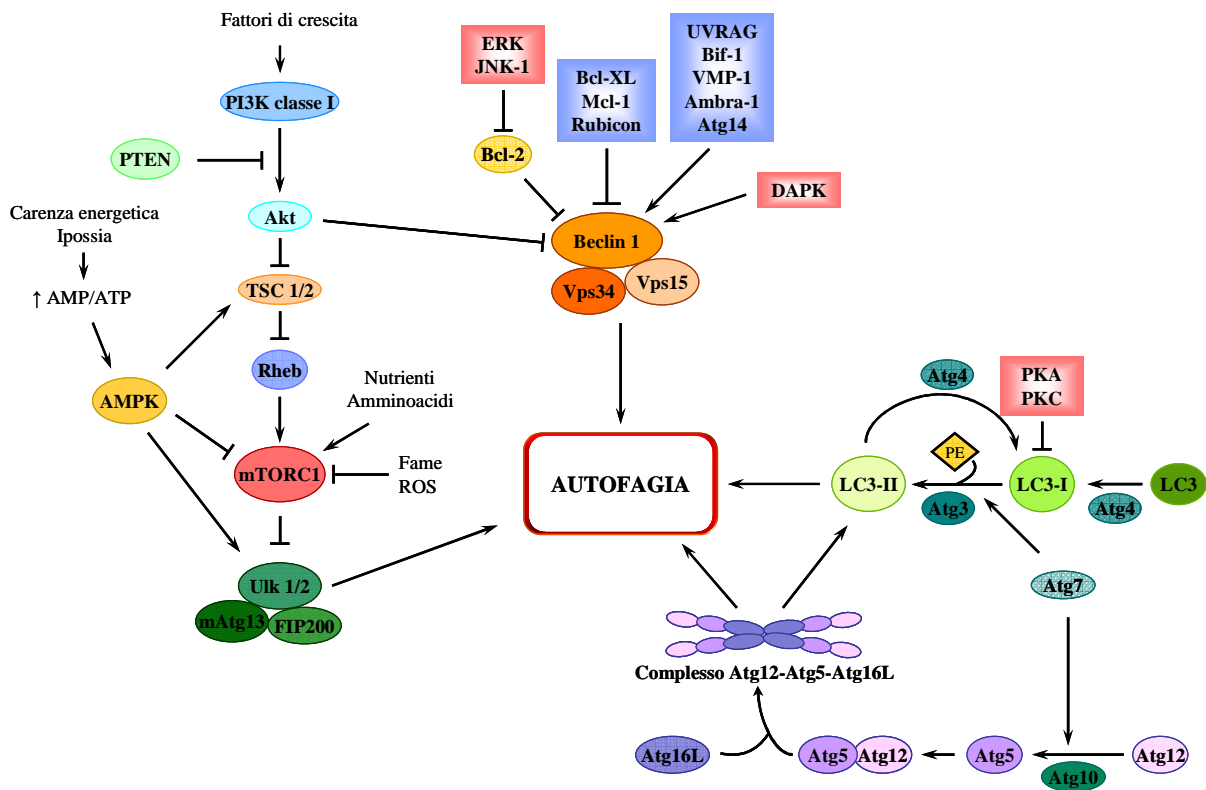 Fattori di crescita
PI3K classe I
PTEN
Akt
Carenza energetica
Ipossia
↑ AMP/ATP
TSC 1/2
Rheb
AMPK
Nutrienti
Amminoacidi
mTORC1
Fame
ROS
Ulk 1/2
mAtg13
FIP200
ERK
JNK-1
Bcl-2
Bcl-XL
Mcl-1
Rubicon
UVRAG
Bif-1
VMP-1
Ambra-1
Atg14
DAPK
Beclin 1
Vps34
Vps15
AUTOFAGIA
Atg4
PKA
PKC
PE
LC3-II
LC3-I
LC3
Atg3
Atg4
Atg7
Complesso Atg12-Atg5-Atg16L
Atg16L
Atg5
Atg12
Atg5
Atg12
Atg10